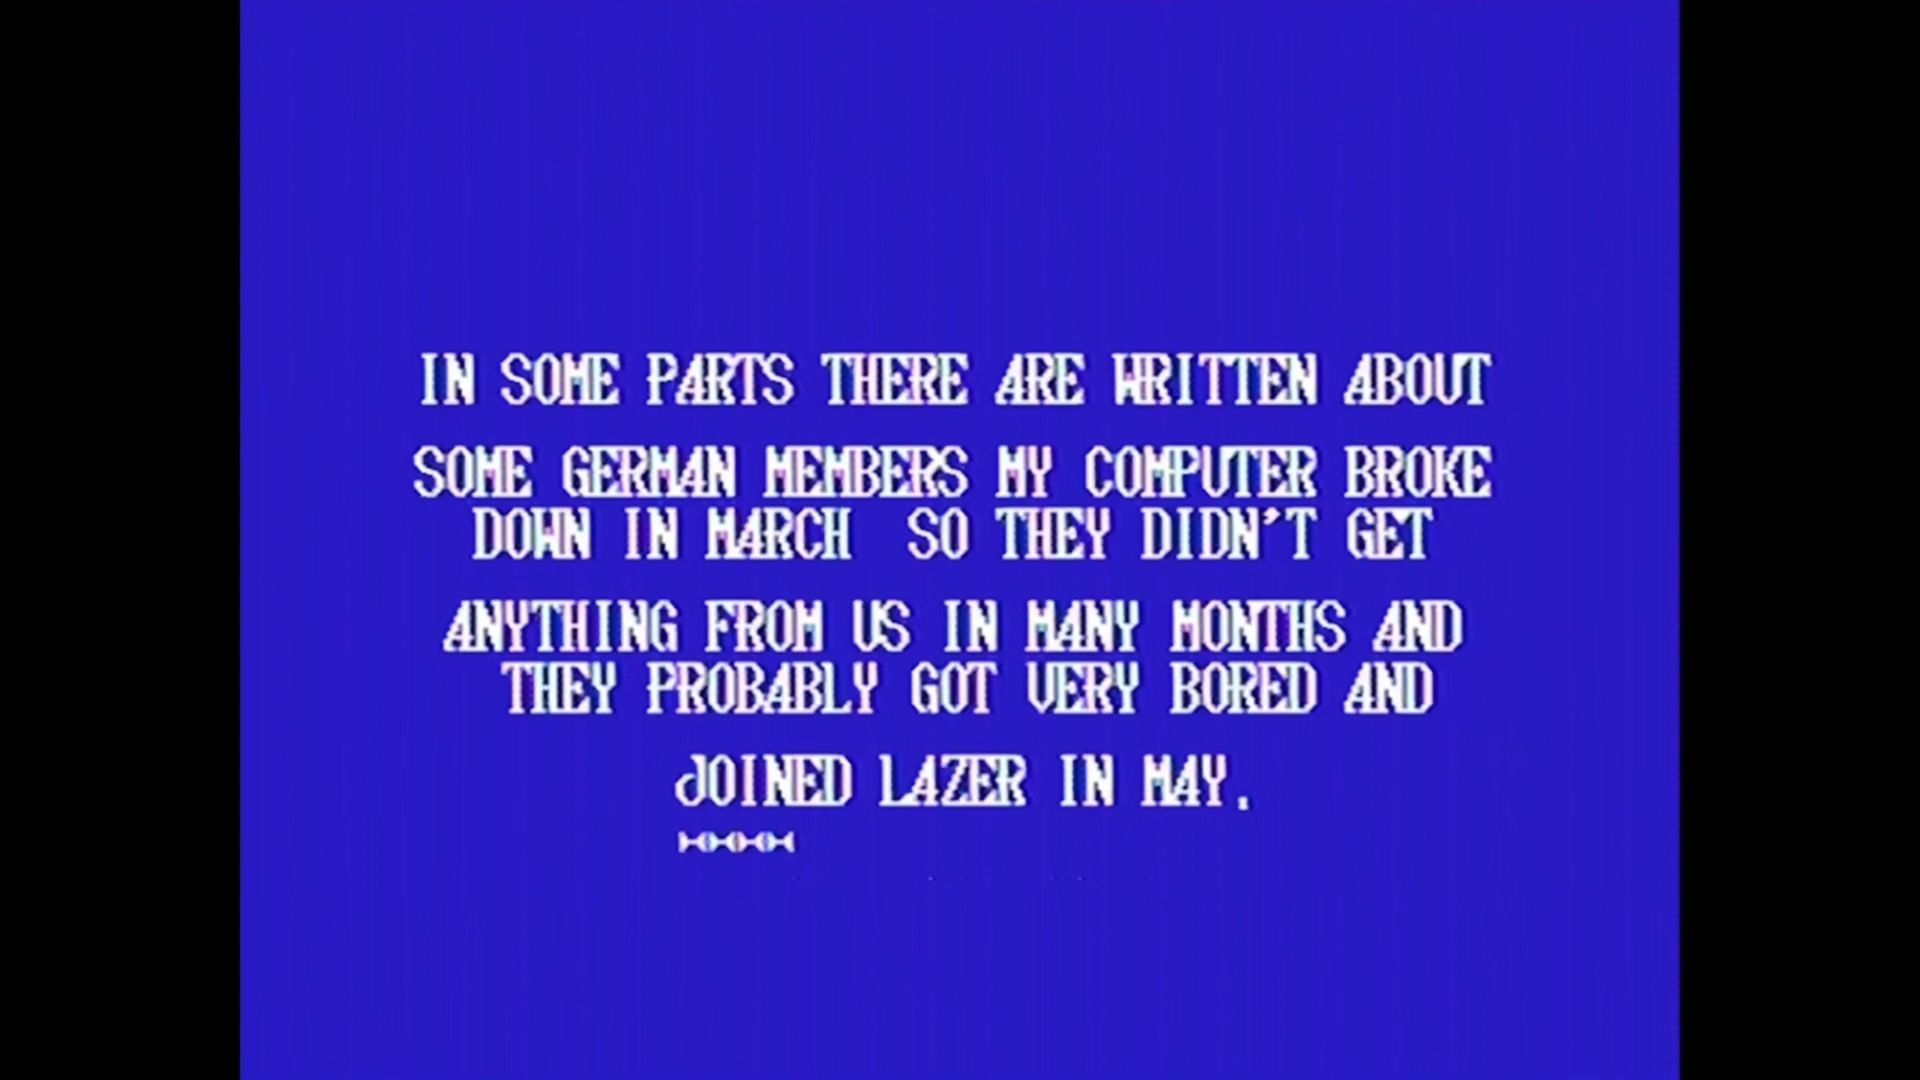 IN SOME PARTS THERE ARE WRITTEN ABOUT
SOME GERMAN MEMBERS MY COMPUTER BROKE
DOWN IN MARCH  SO THEY DIDN'T GET
ANYTHING FROM US IN MANY MONTHS AND
THEY PROBABLY GOT VERY BORED AND
JOINED LAZER IN MAY.